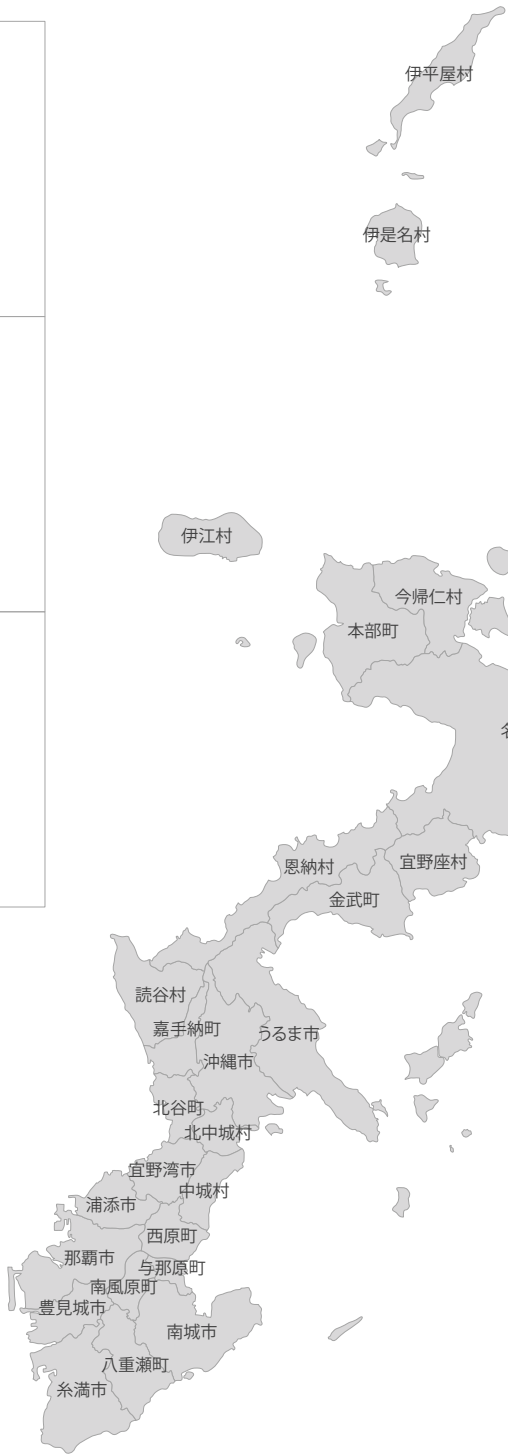 伊平屋村
伊是名村
伊江村
今帰仁村
本部町
名
恩納村
宜野座村
金武町
読谷村
嘉手納町
うるま市
沖縄市
北谷町
北中城村
宜野湾市
中城村
浦添市
西原町
那覇市
与那原町
南風原町
豊見城市
南城市
八重瀬町
糸満市